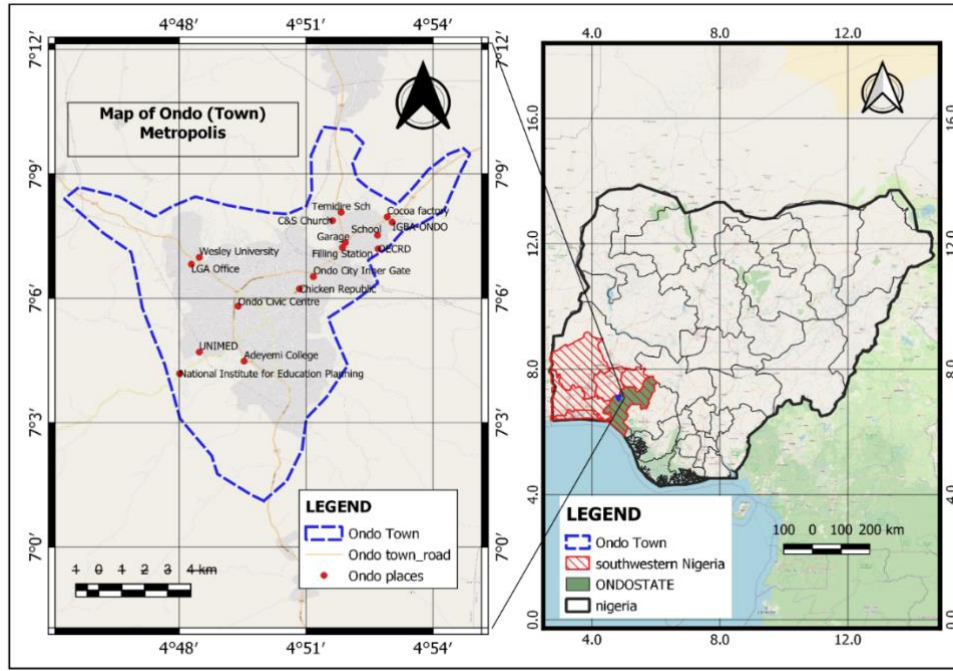 4°48′ 4°51′ 4°54′
7°12′
7°9′
7°6′
7°33′
7°0′
7°12′
7°9′
7°6′
7°33′
7°0′
Map of Ondo (Town)
Metropolis
Temidire Sch
C&S Church
Cocoa factory
IGBA-ONDO
School
Garage
OECRD
Filling Station
Wesley University
LGA Office
Ondo City Inner Gate
Chicken Republic
Ondo Civic Centre
UNIMED
Adeyemi College
National Institute for Education Planning
LEGEND
Ondo Town
Ondo town_road
Ondo places
1 0 1 2 3 4 km
4°48′ 4°51′ 4°54′
4.0 8.0 12.0
16.0
12.0
8.0
4.0
0.0
16.0
12.0
8.0
4.0
0.0
LEGEND
Ondo Town
southwestern Nigeria
ONDOSTATE
nigeria
100 0 100 200 km
4.0 8.0 12.0